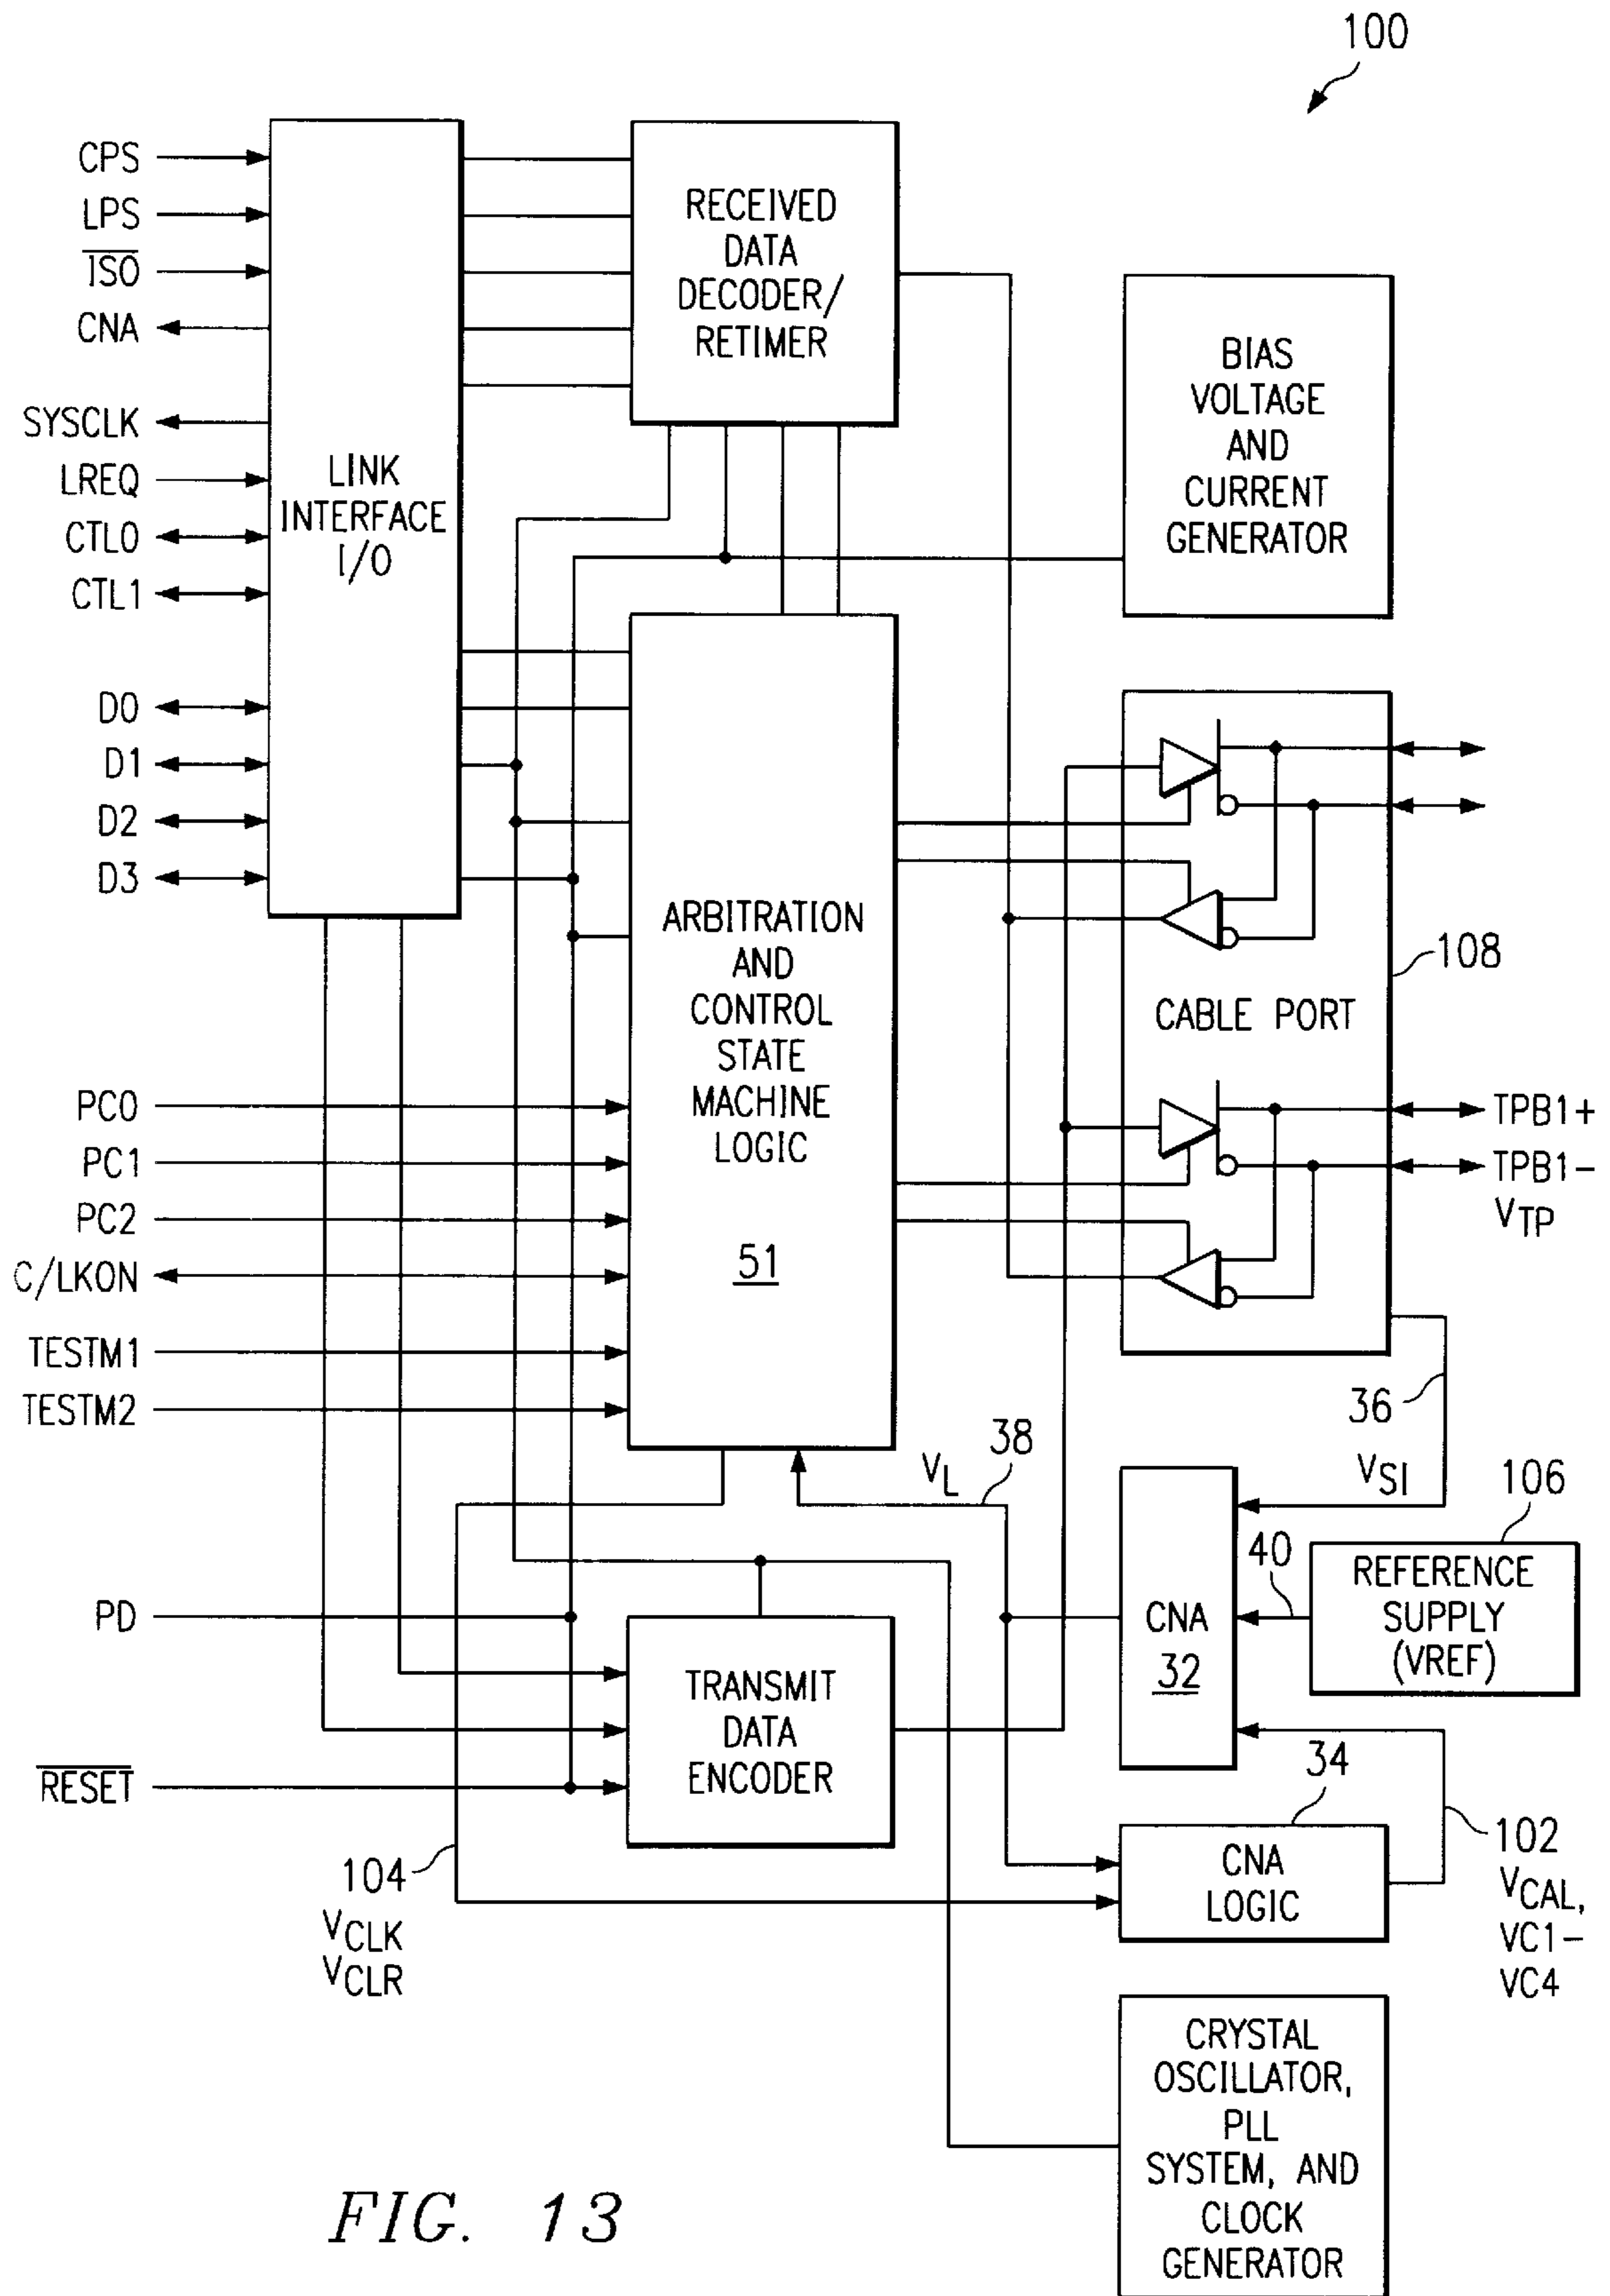 100
CPS
LPS
ISO
CNA
SYSCLK
LREQ
CTL0
CTL1
D0
D1
D2
D3
LINK
INTERFACE
I/O
RECEIVED
DATA
DECODER/
RETIMER
BIAS
VOLTAGE
AND
CURRENT
GENERATOR
ARBITRATION
AND
CONTROL
STATE
MACHINE
LOGIC
51
CABLE PORT
108
TPB1+
TPB1-
VTP
PC0
PC1
PC2
C/LKON
TESTM1
TESTM2
36
38
VL
VSI
106
40
REFERENCE
SUPPLY
(VREF)
CNA
32
PD
TRANSMIT
DATA
ENCODER
RESET
34
104
VCLK
VCLR
CNA
LOGIC
102
VCAL,
VC1-
VC4
CRYSTAL
OSCILLATOR,
PLL
SYSTEM, AND
CLOCK
GENERATOR
FIG. 13